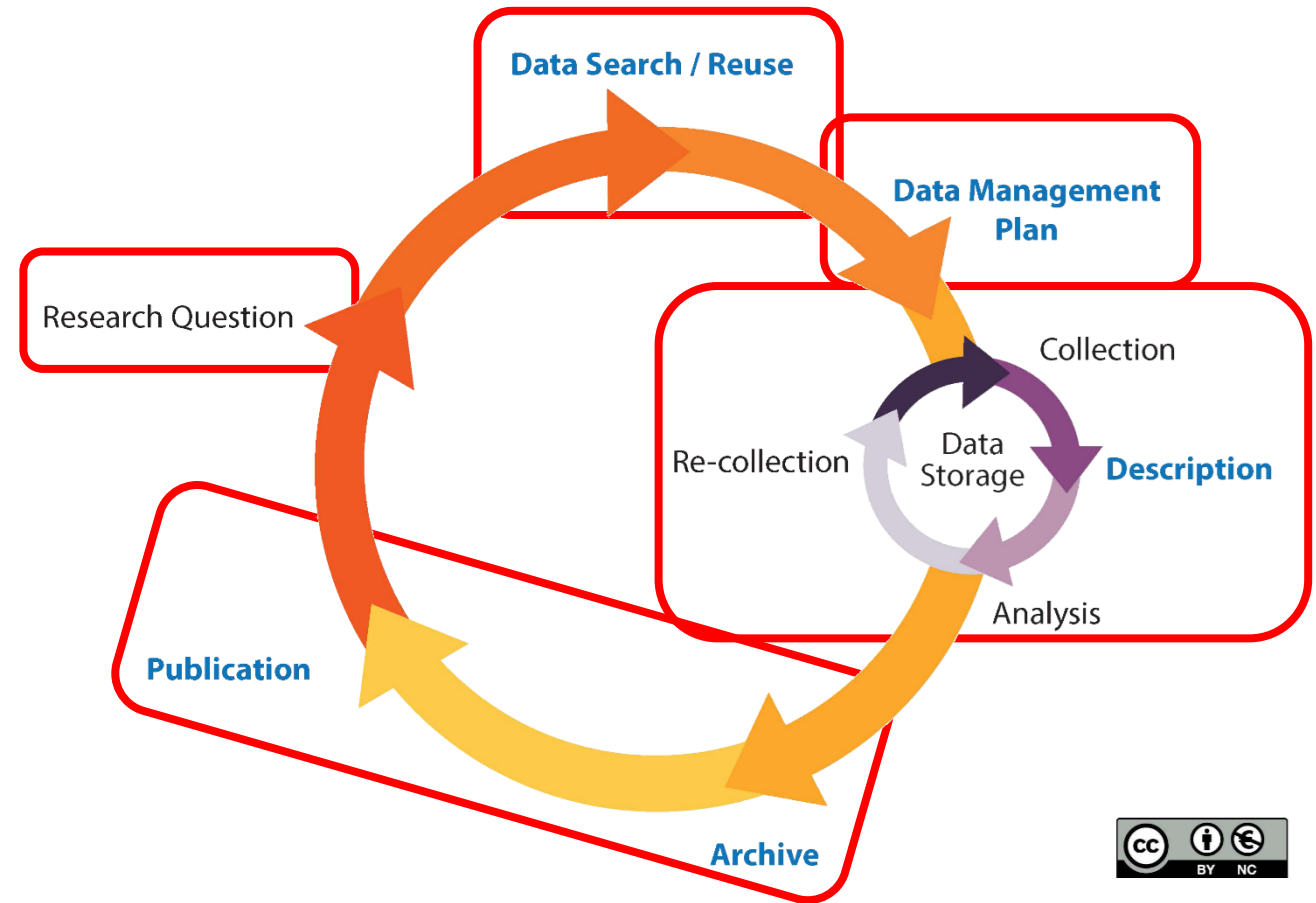 Data Search / Reuse
Data Management
Plan
Research Question
Collection
Re-collection
Data
Storage
Description
Analysis
Publication
Archive
cc
BY NC